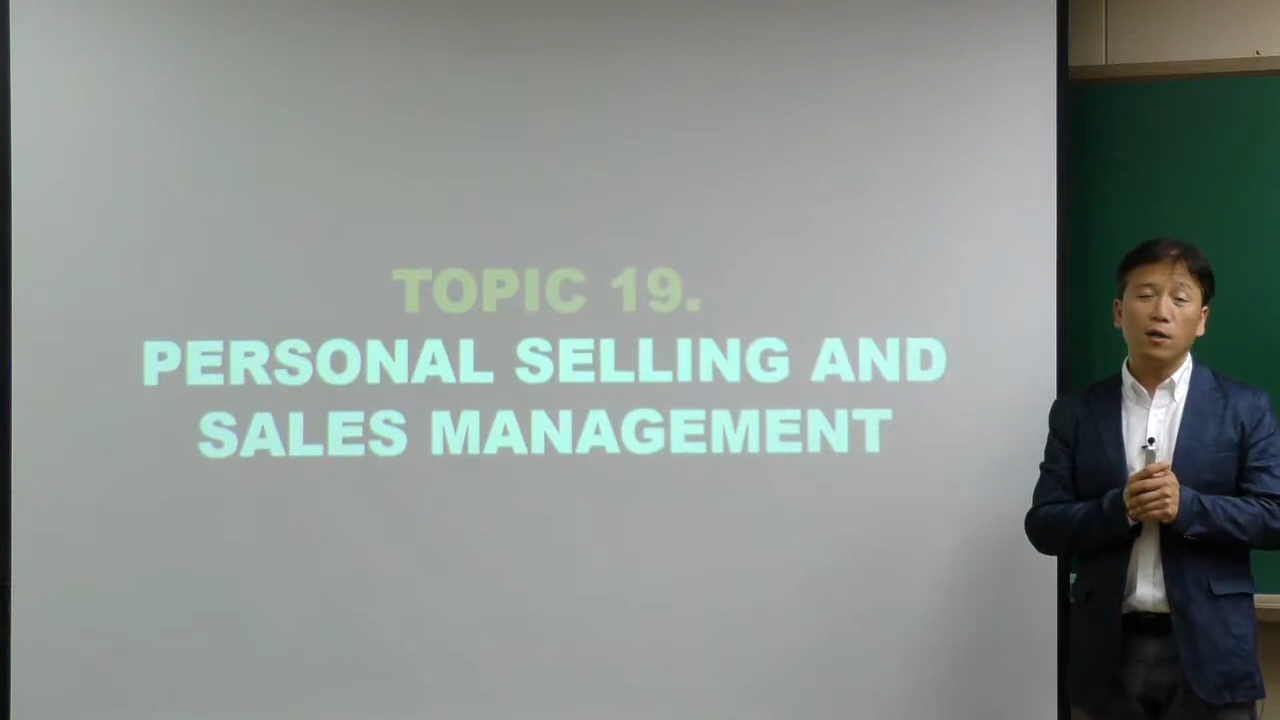 TOPIC 19.
PERSONAL SELLING AND
SALES MANAGEMENT